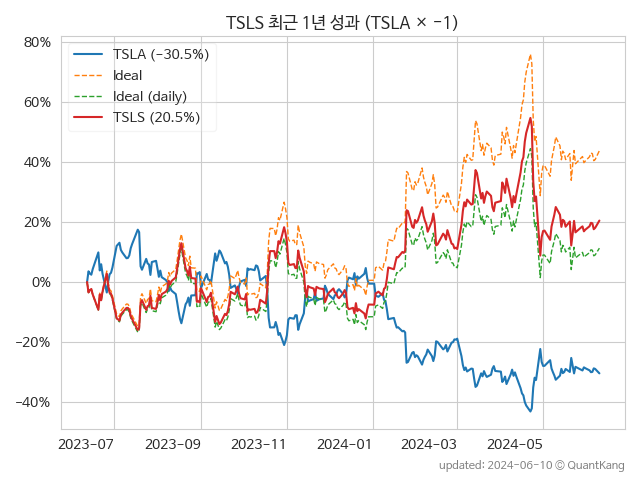 TSLS 최근 1년 성과 (TSLA × −1)
80%
60%
40%
20%
0%
−20%
−40%
TSLA (−30.5%)
Ideal
Ideal (daily)
TSLS (20.5%)
2023-07
2023-09
2023-11
2024-01
2024-03
2024-05
updated: 2024-06-10 © QuantKang